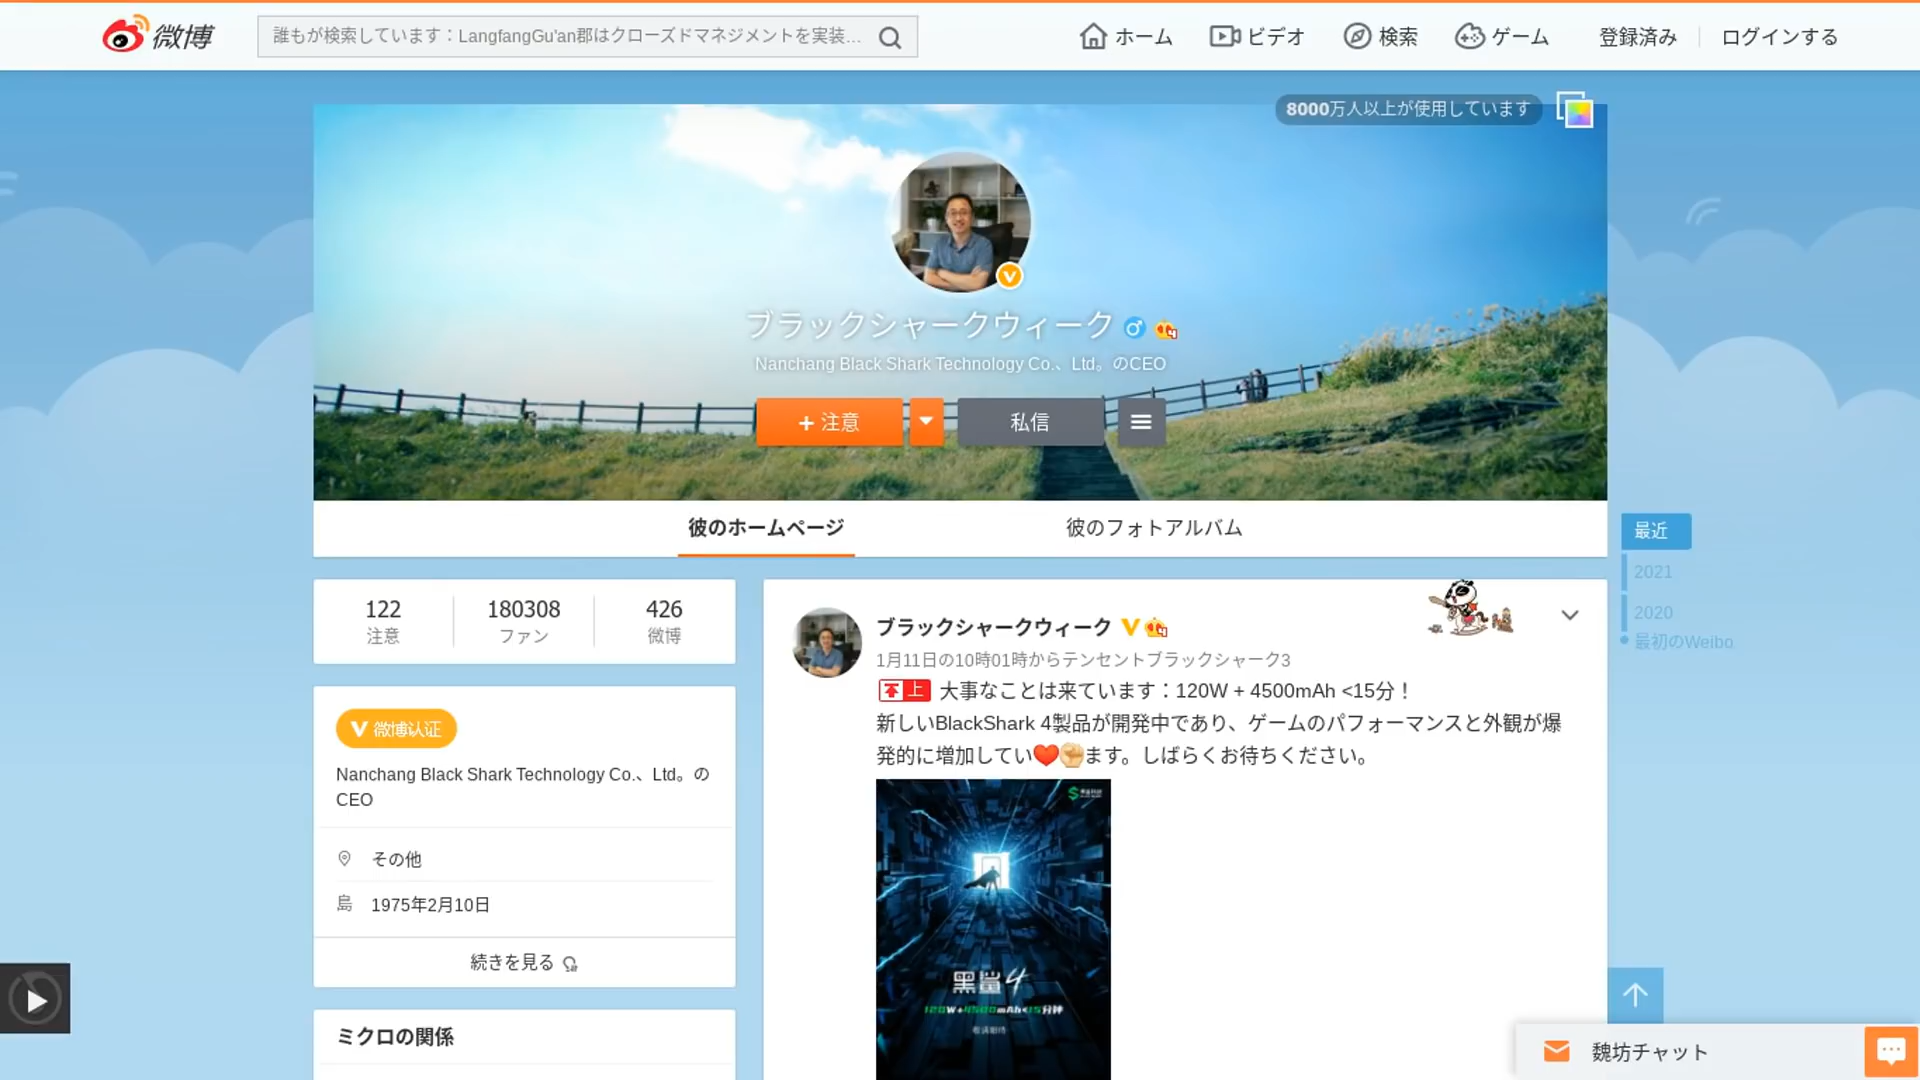 微博
誰もが検索しています：LangfangGu'an郡はクローズドマネジメントを実装…
ホーム
ビデオ
検索
ゲーム
登録済み
ログインする
8000万人以上が使用しています
ブラックシャークウィーク
Nanchang Black Shark Technology Co.、Ltd。のCEO
+ 注意
私信
彼のホームページ
彼のフォトアルバム
最近
2021
2020
最初のWeibo
122
注意
180308
ファン
426
微博
V 微博认证
Nanchang Black Shark Technology Co.、Ltd。の
CEO
その他
島 1975年2月10日
続きを見る
ミクロの関係
ブラックシャークウィーク
1月11日の10時01時からテンセントブラックシャーク3
上 大事なことは来ています：120W + 4500mAh <15分！
新しいBlackShark 4製品が開発中であり、ゲームのパフォーマンスと外観が爆
発的に増加してい❤️✊ます。しばらくお待ちください。
黑鲨4
120W+4500mAh<15分钟
敬请期待
魏坊チャット